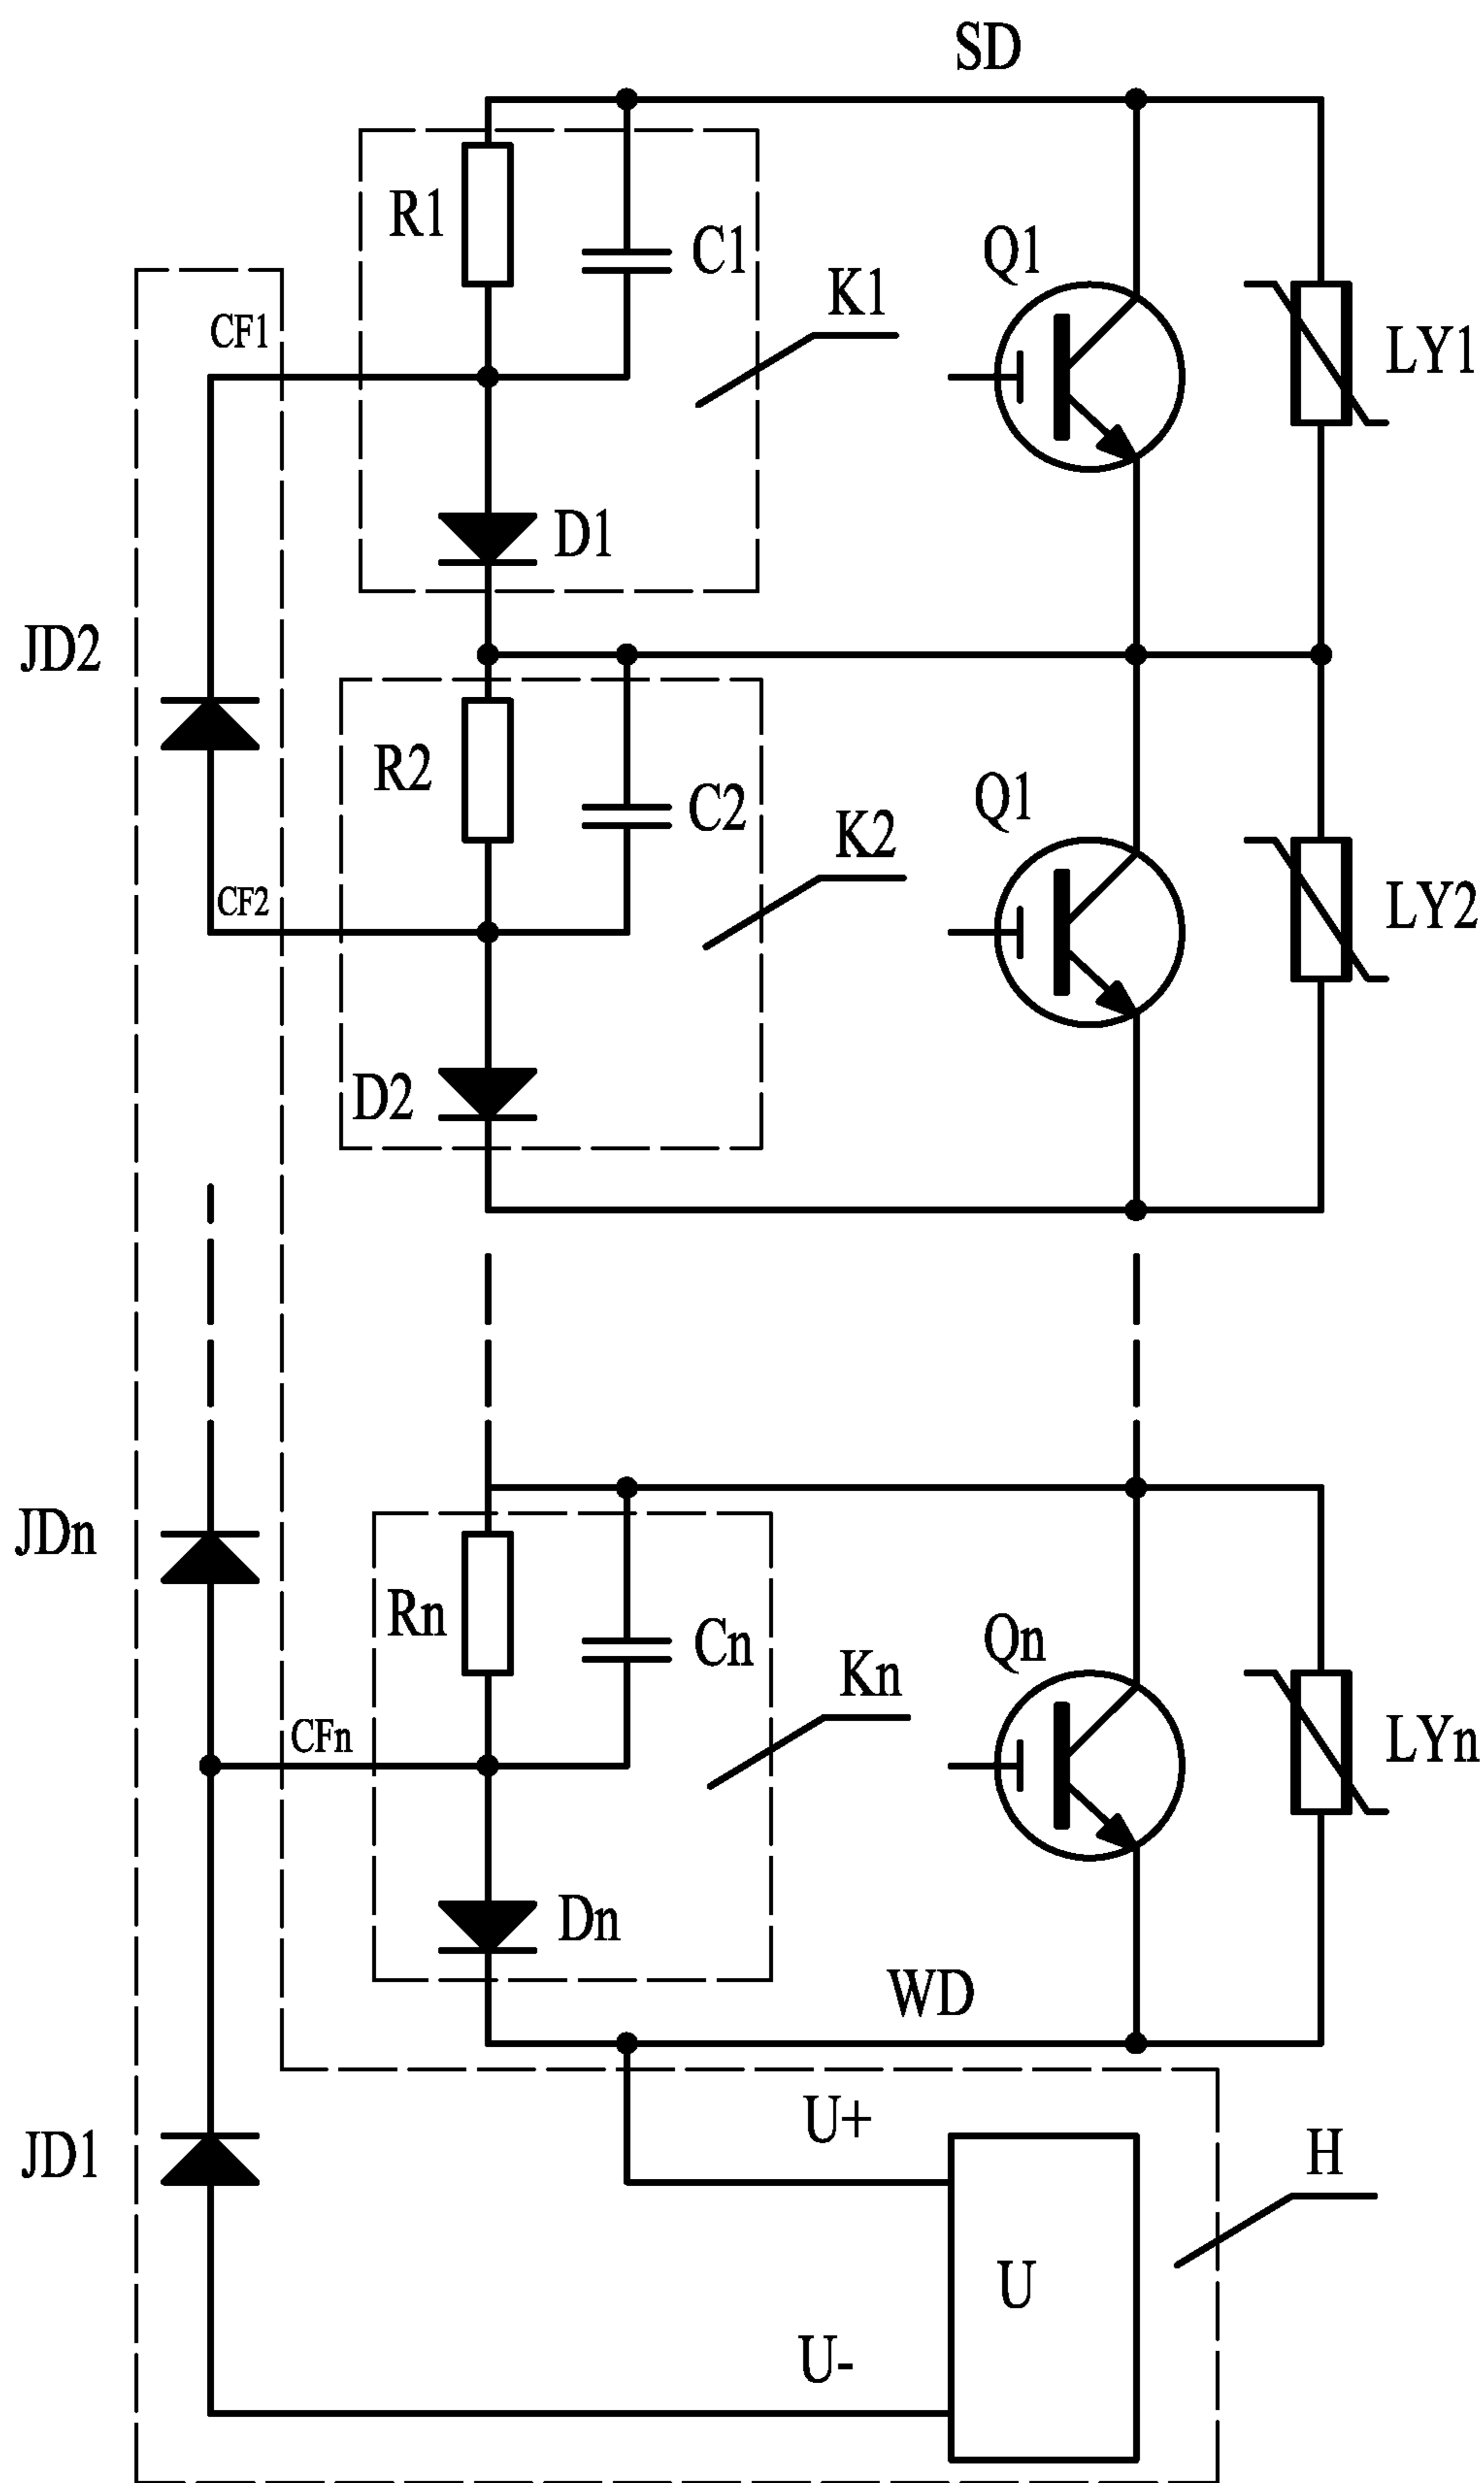 SD
R1
C1
Q1
K1
CF1
LY1
D1
JD2
R2
C2
Q1
K2
CF2
LY2
D2
JDn
Rn
Cn
Qn
Kn
CFn
LYn
Dn
WD
U+
JD1
H
U
U-